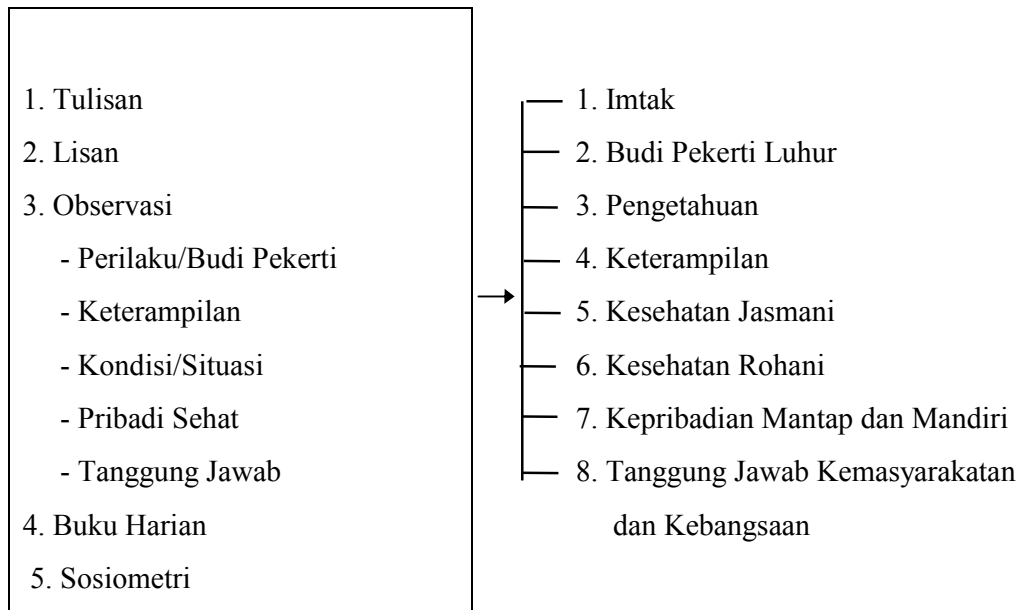 1. Tulisan
2. Lisan
3. Observasi
- Perilaku/Budi Pekerti
- Keterampilan
- Kondisi/Situasi
- Pribadi Sehat
- Tanggung Jawab
4. Buku Harian
5. Sosiometri
1. Imtak
2. Budi Pekerti Luhur
3. Pengetahuan
4. Keterampilan
5. Kesehatan Jasmani
6. Kesehatan Rohani
7. Kepribadian Mantap dan Mandiri
8. Tanggung Jawab Kemasyarakatan
dan Kebangsaan